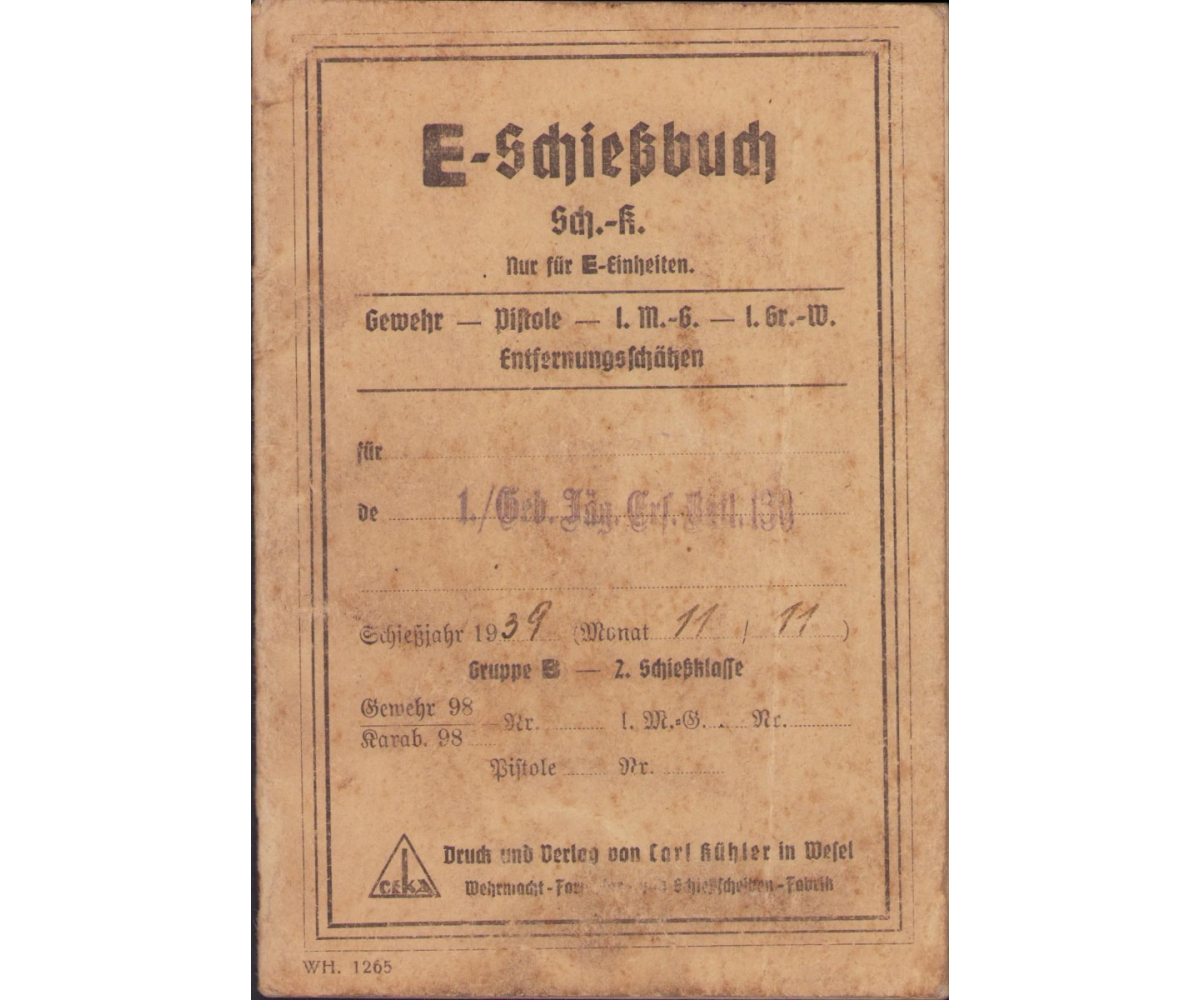 E-Schießbuch
Sch.-K.
Nur für E-Einheiten.
Gewehr — Pistole — l. M.-G. — l. Gr.-W.
Entfernungsschätzen
für
de 1./Geb. Jäg. Ers.
Schießjahr 1939 (Monat 11 / 11)
Gruppe B — 2. Schießklasse
Gewehr 98
Karab. 98 Nr. l. M.-G. Nr.
Pistole Nr.
CEKA
Druck und Verlag von Carl Kühler in Wesel
Wehrmacht- Schießscheiben-Fabrik
WH. 1265